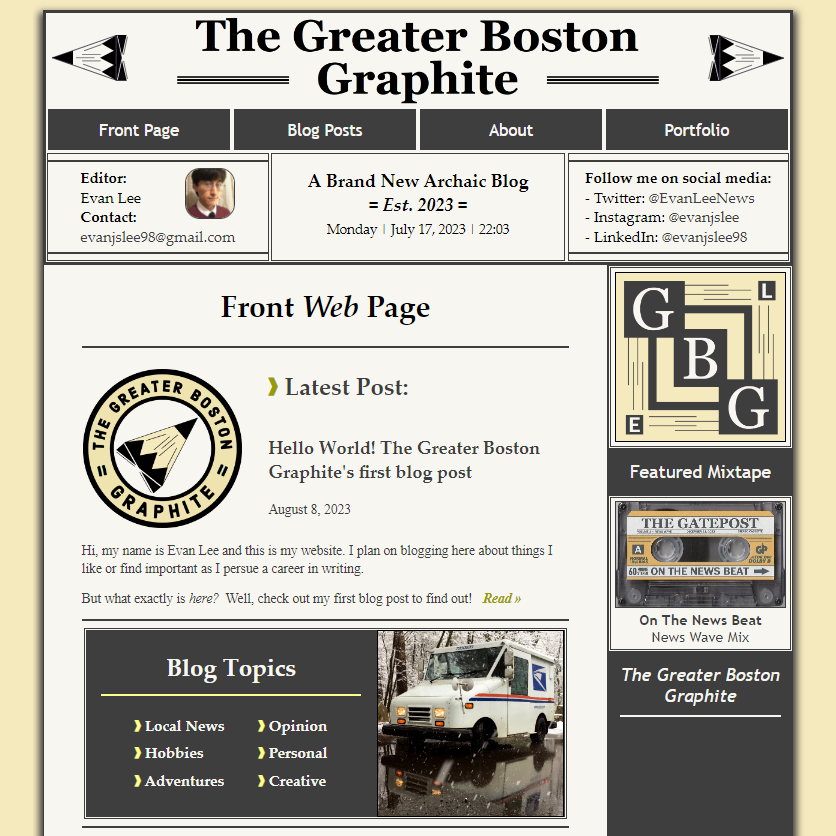 The Greater Boston
Graphite
Front Page
Blog Posts
About
Portfolio
Editor:
Evan Lee
Contact:
evanjslee98@gmail.com
A Brand New Archaic Blog
= Est. 2023 =
Monday | July 17, 2023 | 22:03
Follow me on social media:
- Twitter: @EvanLeeNews
- Instagram: @evanjslee
- LinkedIn: @evanjslee98
Front Web Page
THE GREATER BOSTON
= GRAPHITE =
❱ Latest Post:
Hello World! The Greater Boston
Graphite's first blog post
August 8, 2023
Hi, my name is Evan Lee and this is my website. I plan on blogging here about things I
like or find important as I persue a career in writing.
But what exactly is here? Well, check out my first blog post to find out! Read »
Blog Topics
❱ Local News
❱ Opinion
❱ Hobbies
❱ Personal
❱ Adventures
❱ Creative
G
L
B
E
G
Featured Mixtape
THE GATEPOST
A
GP
60
ON THE NEWS BEAT
On The News Beat
News Wave Mix
The Greater Boston
Graphite